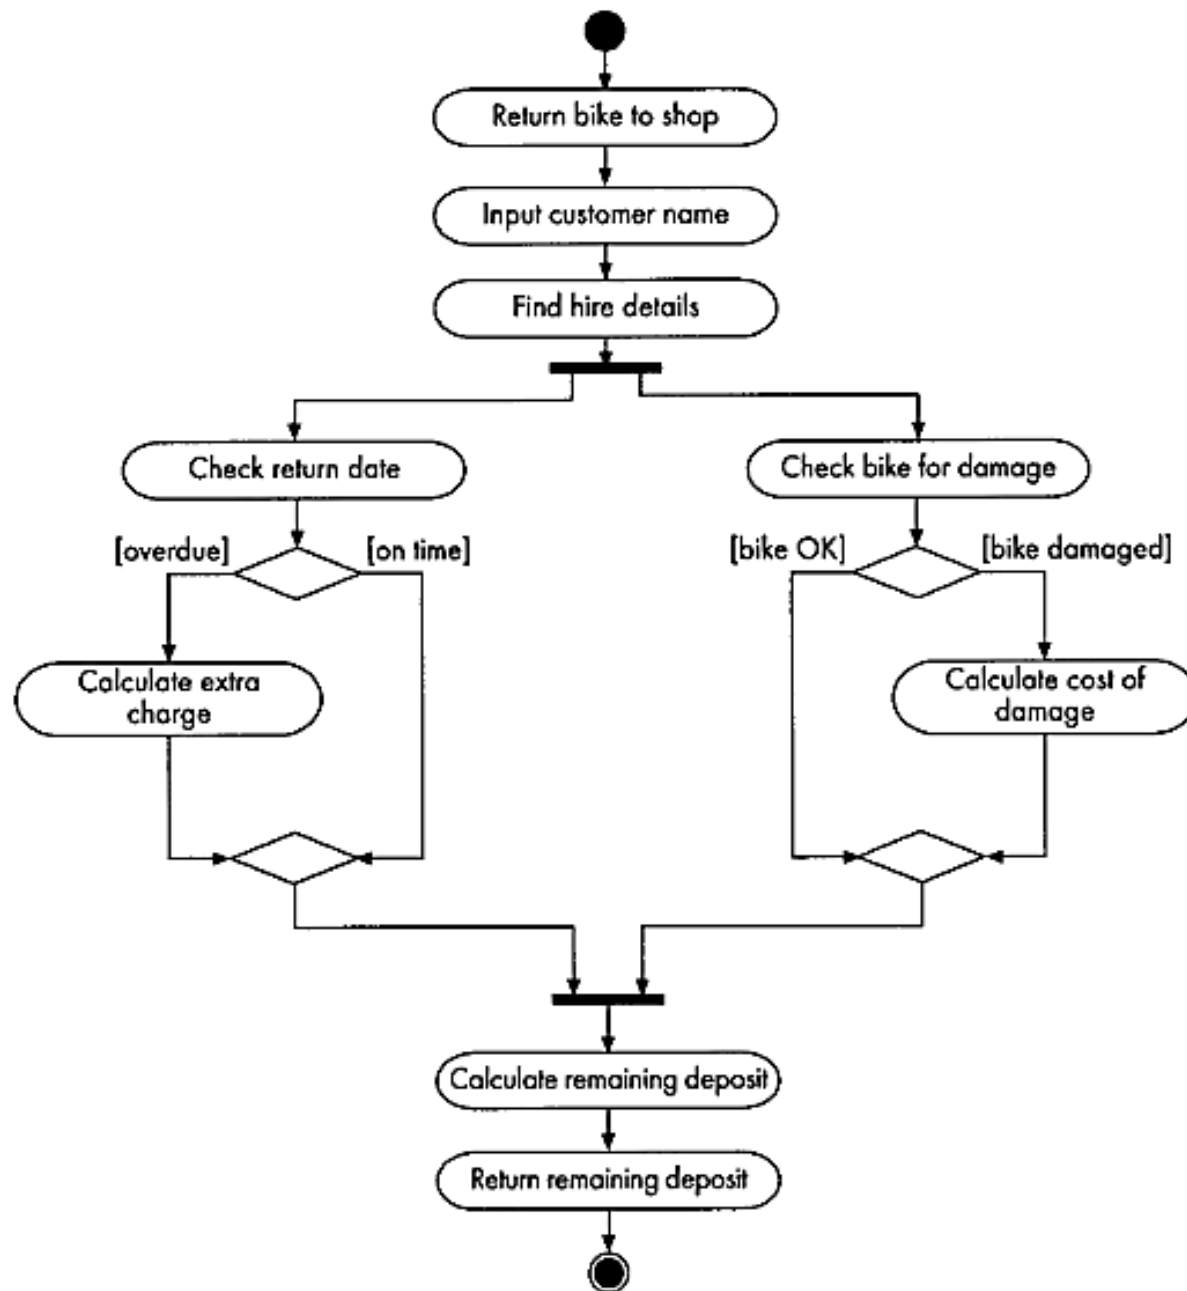 Return bike to shop
Input customer name
Find hire details
Check return date
Check bike for damage
[overdue]
[on time]
[bike OK]
[bike damaged]
Calculate extra
charge
Calculate cost of
damage
Calculate remaining deposit
Return remaining deposit